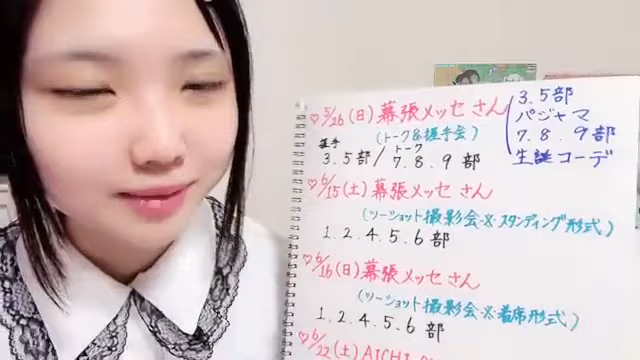 ♡5/26(日)幕張メッセさん
(トーク&握手会)
握手 トーク
3.5部/7.8.9部
3.5部
パジャマ
7.8.9部
生誕コーデ
♡6/15(土)幕張メッセさん
(ツーショット撮影会※スタンディング形式)
1.2.4.5.6部
♡6/16(日)幕張メッセさん
(ツーショット撮影会※着席形式)
1.2.4.5.6部
♡6/22(土)AICHI